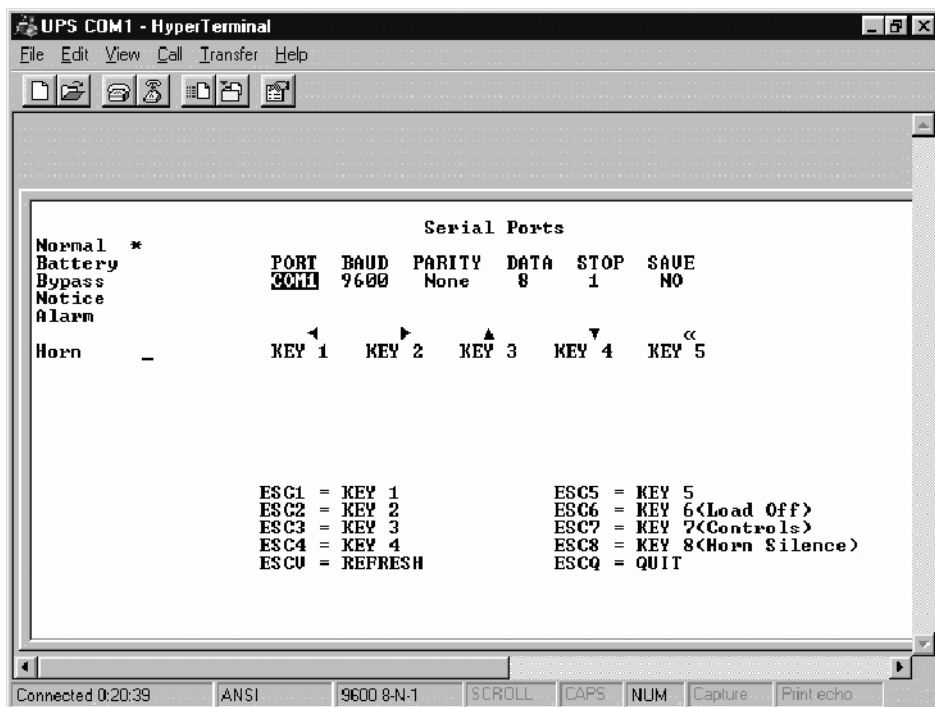 UPS COM1 - HyperTerminal
File Edit View Call Transfer Help
Serial Ports
Normal *
Battery PORT BAUD PARITY DATA STOP SAVE
Bypass COM1 9600 None 8 1 NO
Notice
Alarm
◄ ► ▲ ▼ «
Horn _ KEY 1 KEY 2 KEY 3 KEY 4 KEY 5
ESC1 = KEY 1 ESC5 = KEY 5
ESC2 = KEY 2 ESC6 = KEY 6(Load Off)
ESC3 = KEY 3 ESC7 = KEY 7(Controls)
ESC4 = KEY 4 ESC8 = KEY 8(Horn Silence)
ESCV = REFRESH ESCQ = QUIT
Connected 0:20:39 ANSI 9600 8-N-1 SCROLL CAPS NUM Capture Print echo